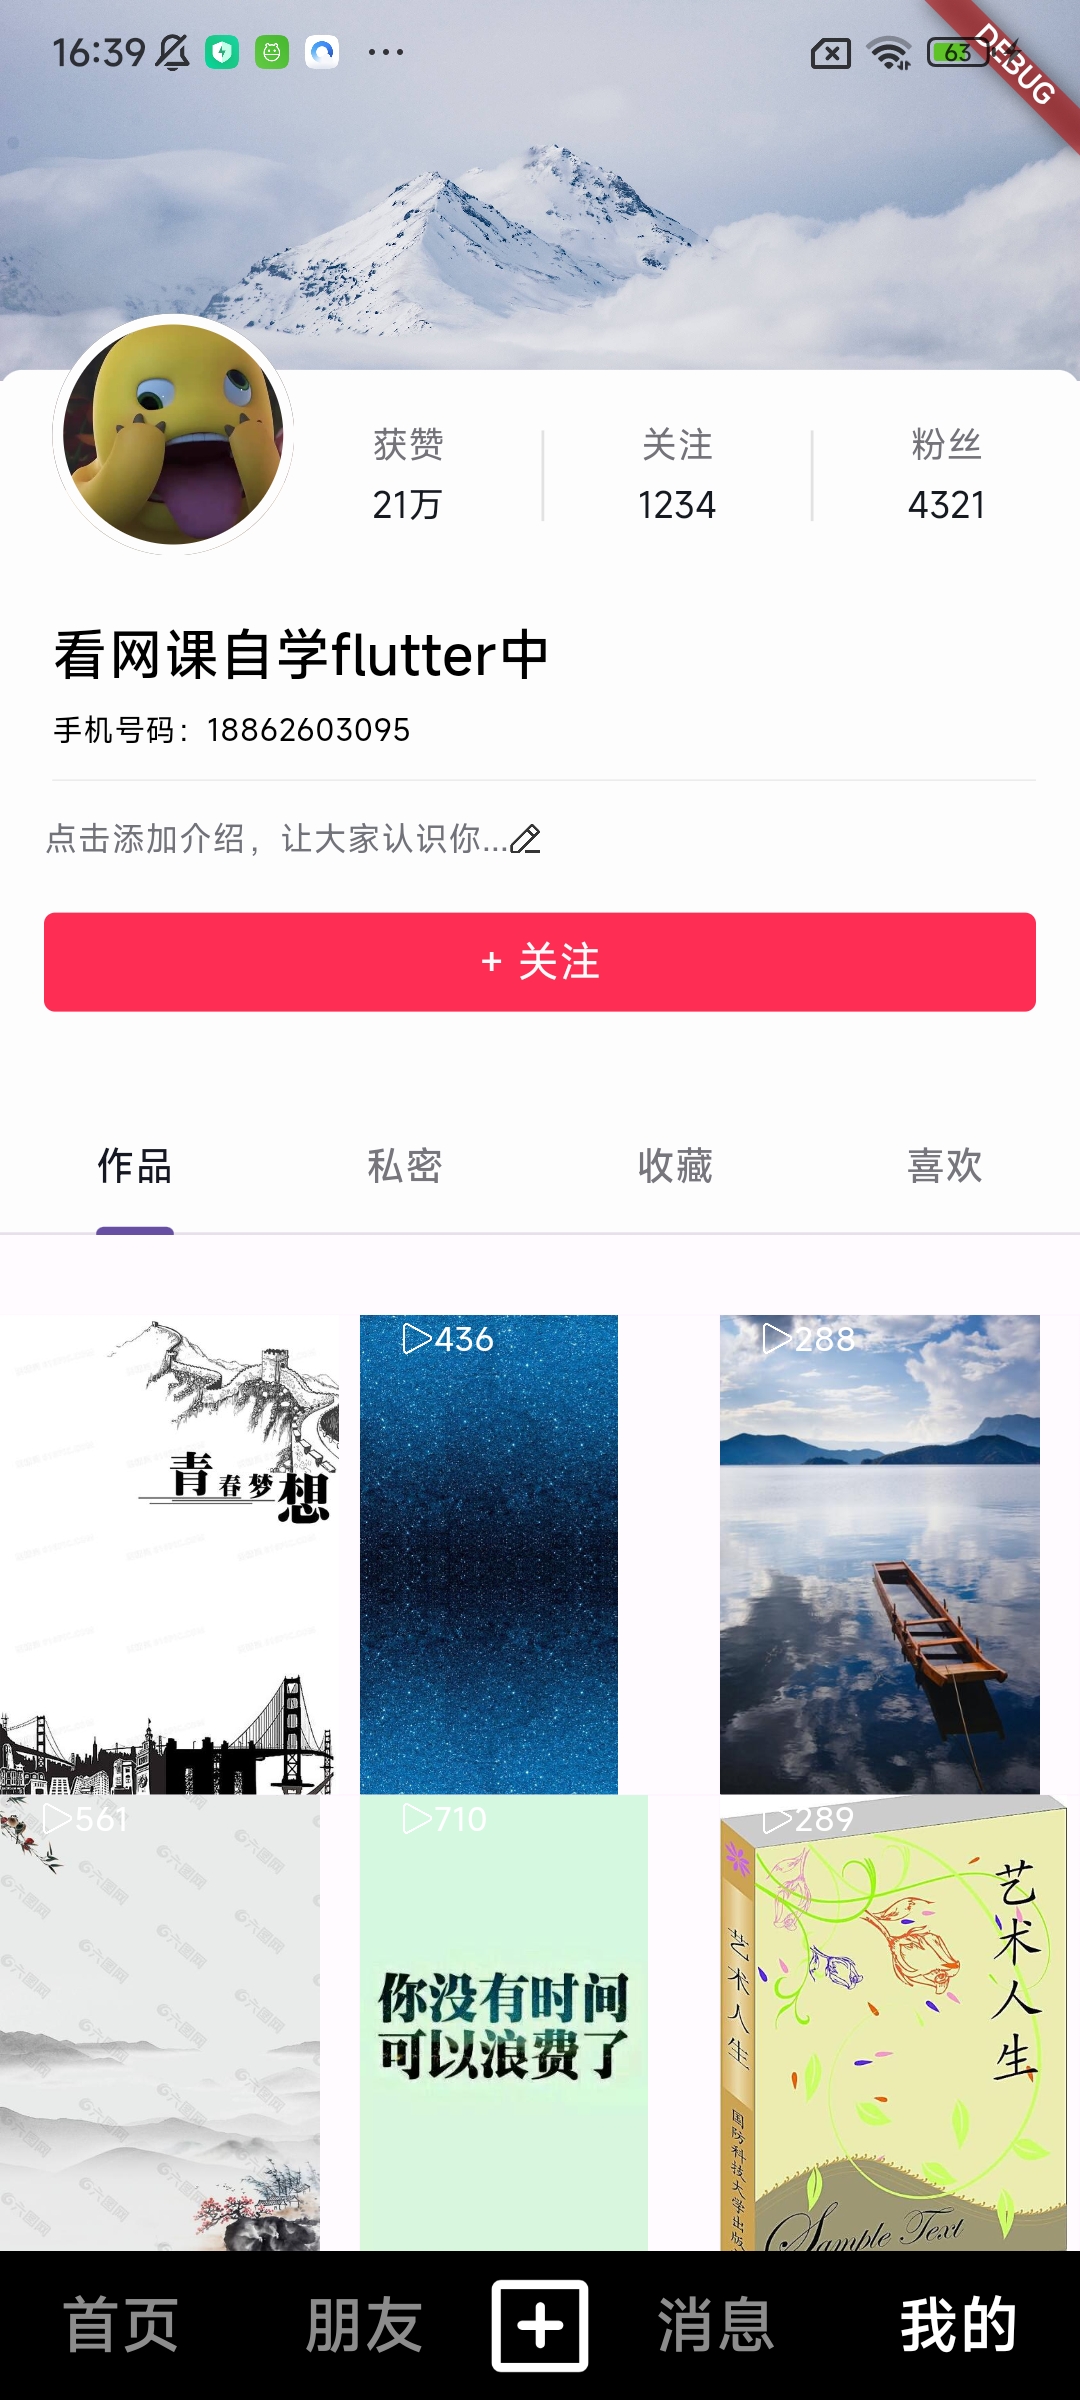 16:39
63
DEBUG
获赞 关注 粉丝
21万 1234 4321
看网课自学flutter中
手机号码：18862603095
点击添加介绍，让大家认识你...
+ 关注
作品 私密 收藏 喜欢
436 288
青春梦想
561 710 289
六图网
你没有时间
可以浪费了
艺术人生
艺术人生
国防科技大学出版
Sample Text
首页 朋友 消息 我的